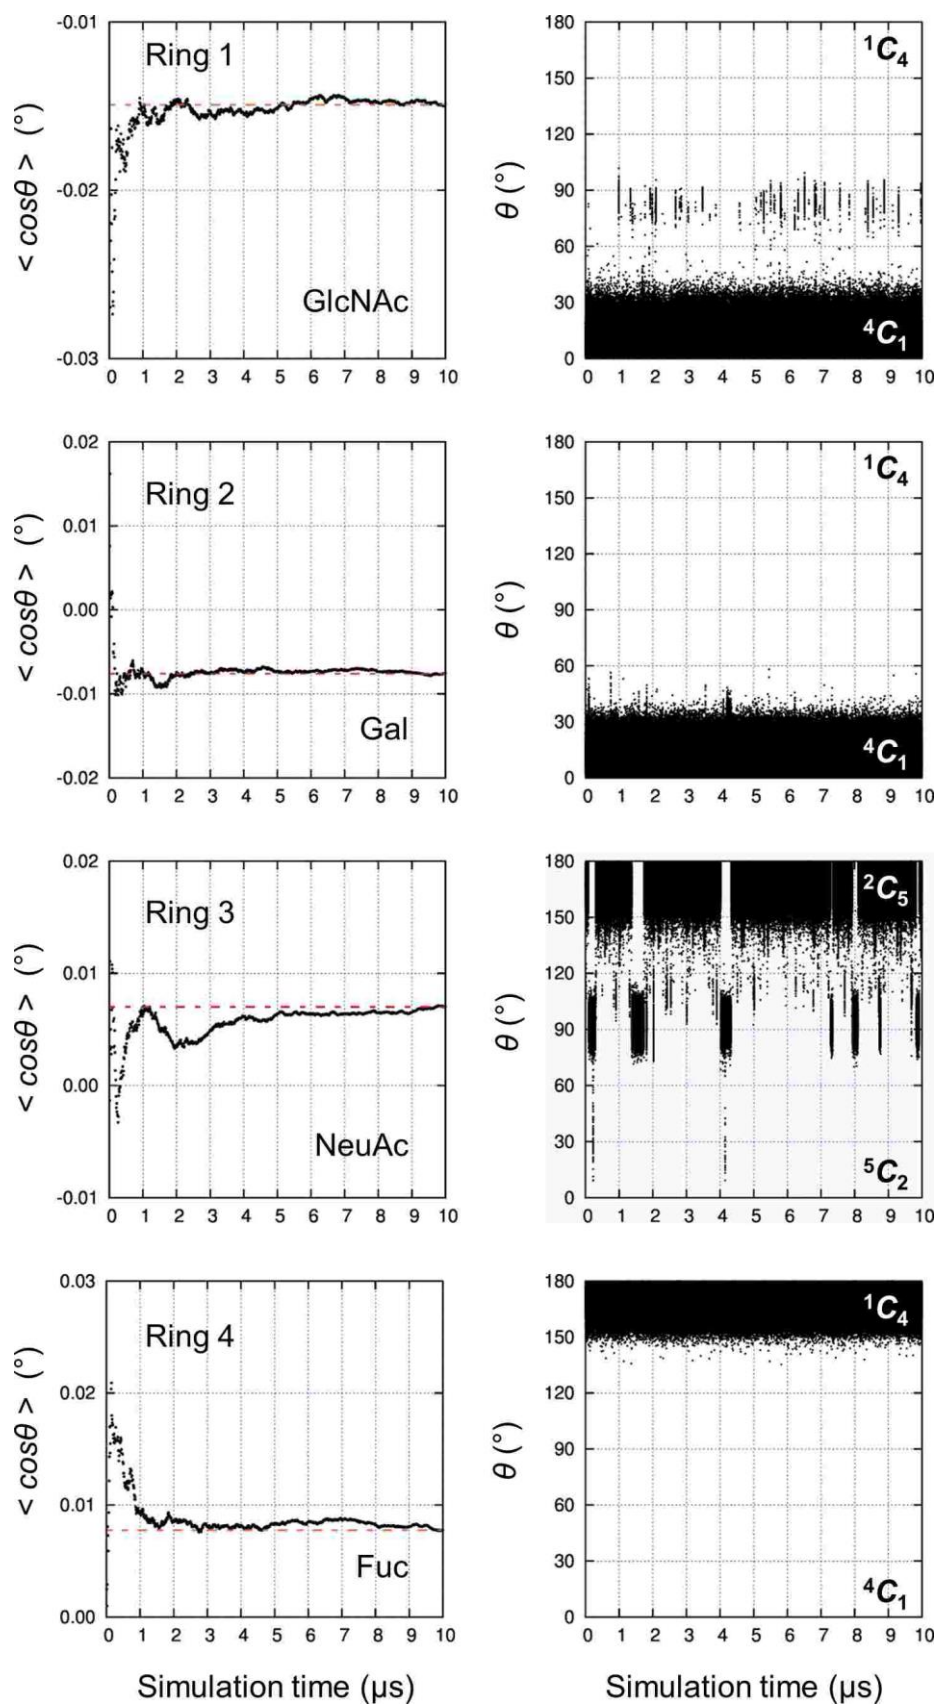 -0.01
Ring 1
-0.02
< cosθ > (°)
GlcNAc
-0.03
0 1 2 3 4 5 6 7 8 9 10
180
¹C₄
150
120
90
θ (°)
60
30
⁴C₁
0
0 1 2 3 4 5 6 7 8 9 10
0.02
Ring 2
0.01
< cosθ > (°)
0.00
-0.01
Gal
-0.02
0 1 2 3 4 5 6 7 8 9 10
180
¹C₄
150
120
90
θ (°)
60
30
⁴C₁
0
0 1 2 3 4 5 6 7 8 9 10
0.02
Ring 3
0.01
< cosθ > (°)
0.00
NeuAc
-0.01
0 1 2 3 4 5 6 7 8 9 10
180
²C₅
150
120
90
θ (°)
60
30
⁵C₂
0
0 1 2 3 4 5 6 7 8 9 10
0.03
Ring 4
0.02
< cosθ > (°)
0.01
Fuc
0.00
0 1 2 3 4 5 6 7 8 9 10
180
¹C₄
150
120
90
θ (°)
60
30
⁴C₁
0
0 1 2 3 4 5 6 7 8 9 10
Simulation time (μs)
Simulation time (μs)